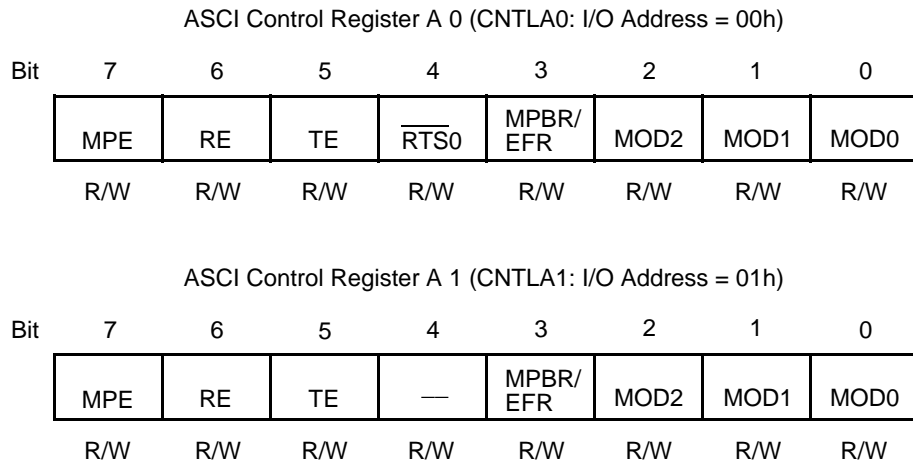 ASCI Control Register A 0 (CNTLA0: I/O Address = 00h)
Bit 7 6 5 4 3 2 1 0
MPE RE TE R̅T̅S̅0 MPBR/EFR MOD2 MOD1 MOD0
R/W R/W R/W R/W R/W R/W R/W R/W
ASCI Control Register A 1 (CNTLA1: I/O Address = 01h)
Bit 7 6 5 4 3 2 1 0
MPE RE TE — MPBR/EFR MOD2 MOD1 MOD0
R/W R/W R/W R/W R/W R/W R/W R/W